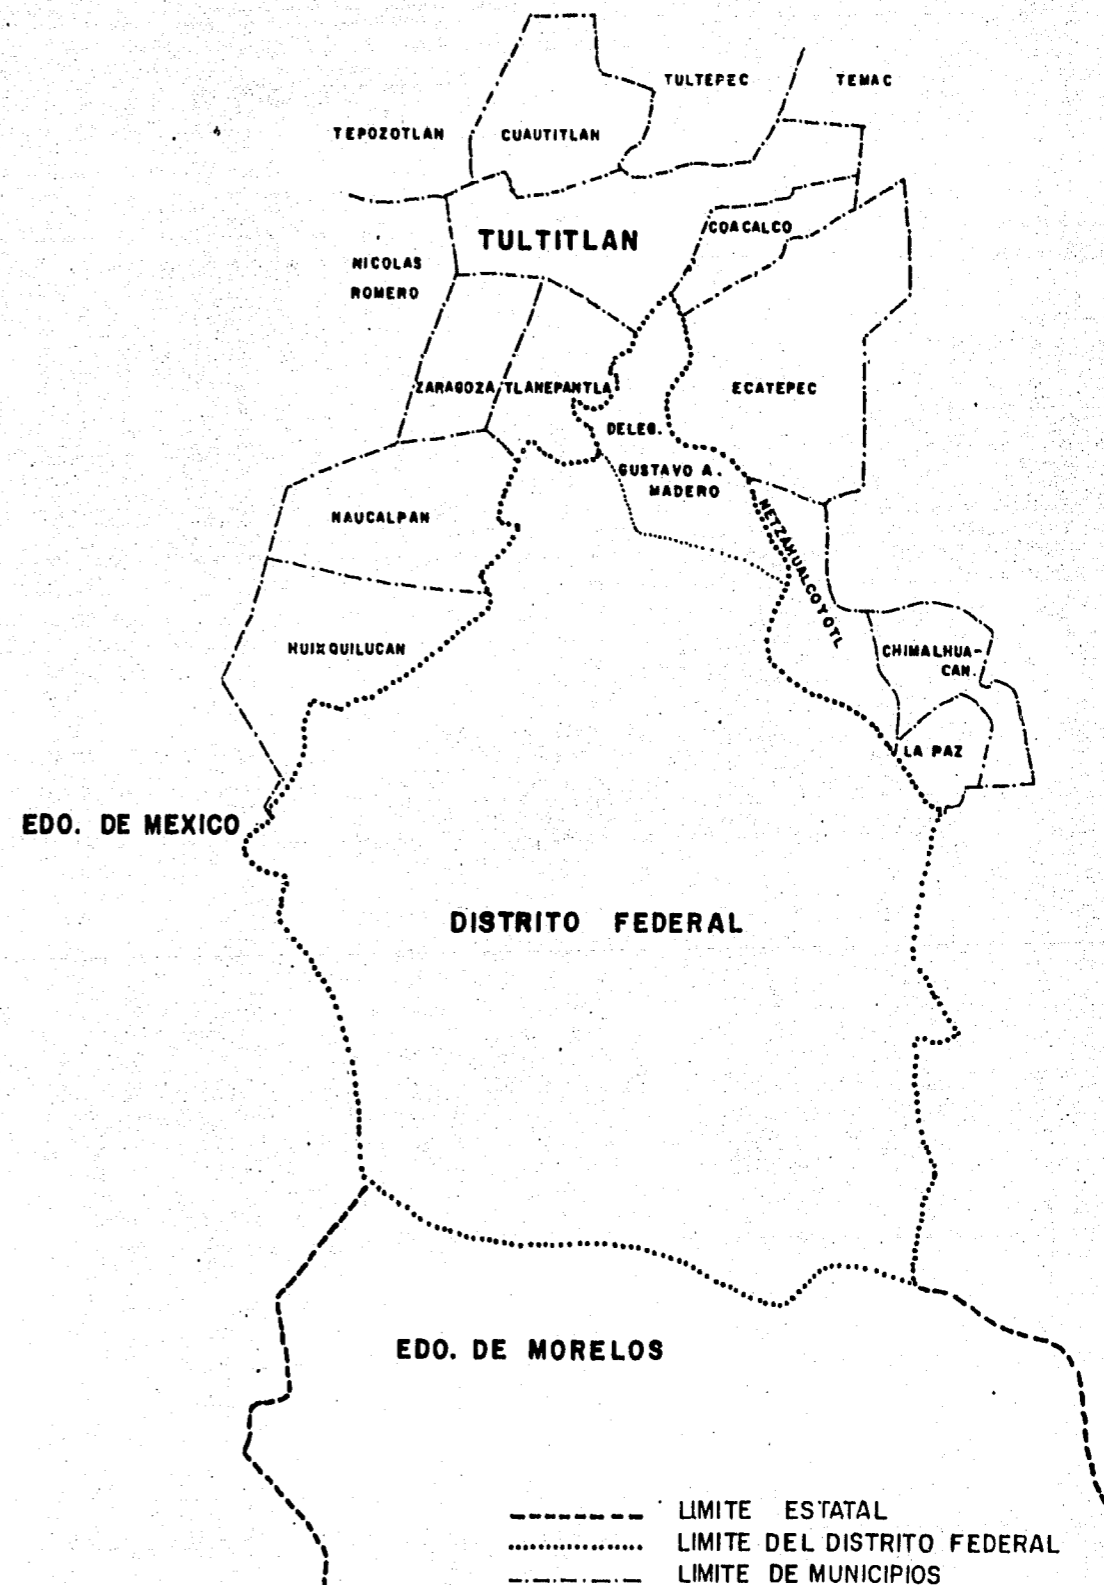 TULTEPEC
TEMAC
TEPOZOTLAN
CUAUTITLAN
COACALCO
TULTITLAN
NICOLAS
ROMERO
ZARAGOZA
TLANEPANTLA
ECATEPEC
DELEG.
GUSTAVO A.
MADERO
NAUCALPAN
NETZAHUALCOYOTL
HUIXQUILUCAN
CHIMALHUA-
CAN.
LA PAZ
EDO. DE MEXICO
DISTRITO FEDERAL
EDO. DE MORELOS
LIMITE ESTATAL
LIMITE DEL DISTRITO FEDERAL
LIMITE DE MUNICIPIOS